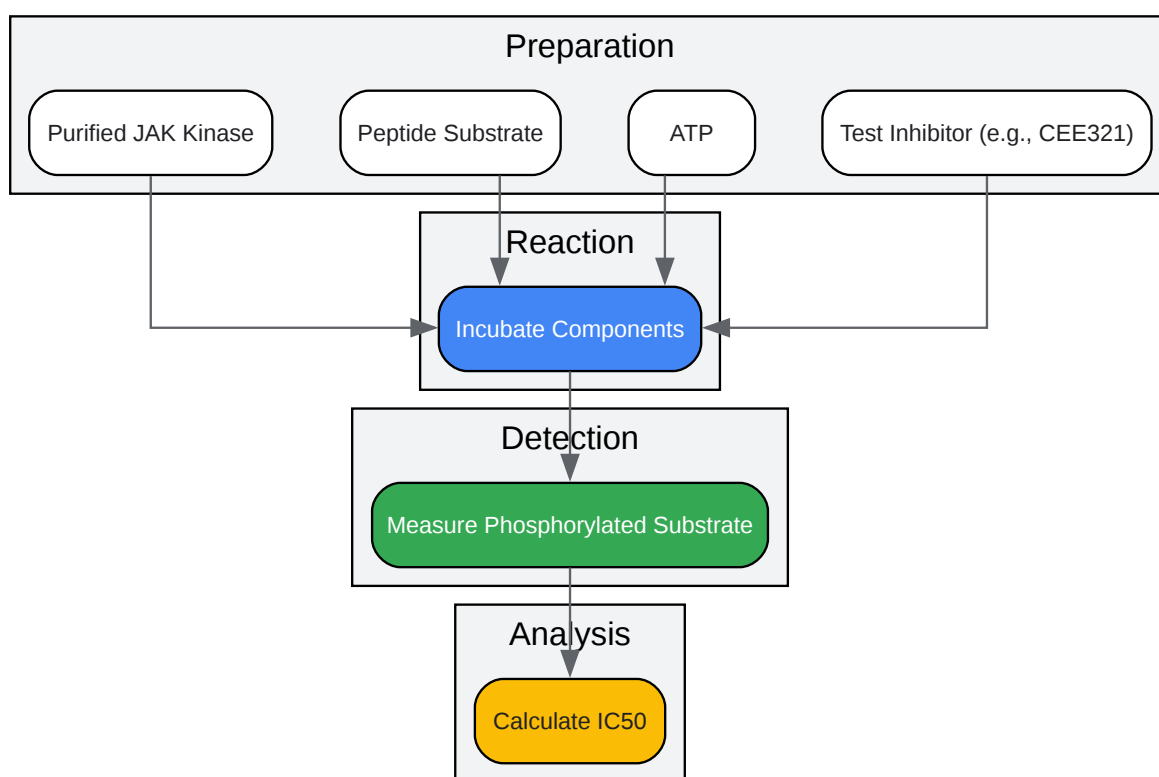 Preparation
Purified JAK Kinase
Peptide Substrate
ATP
Test Inhibitor (e.g., CEE321)
Reaction
Incubate Components
Detection
Measure Phosphorylated Substrate
Analysis
Calculate IC50